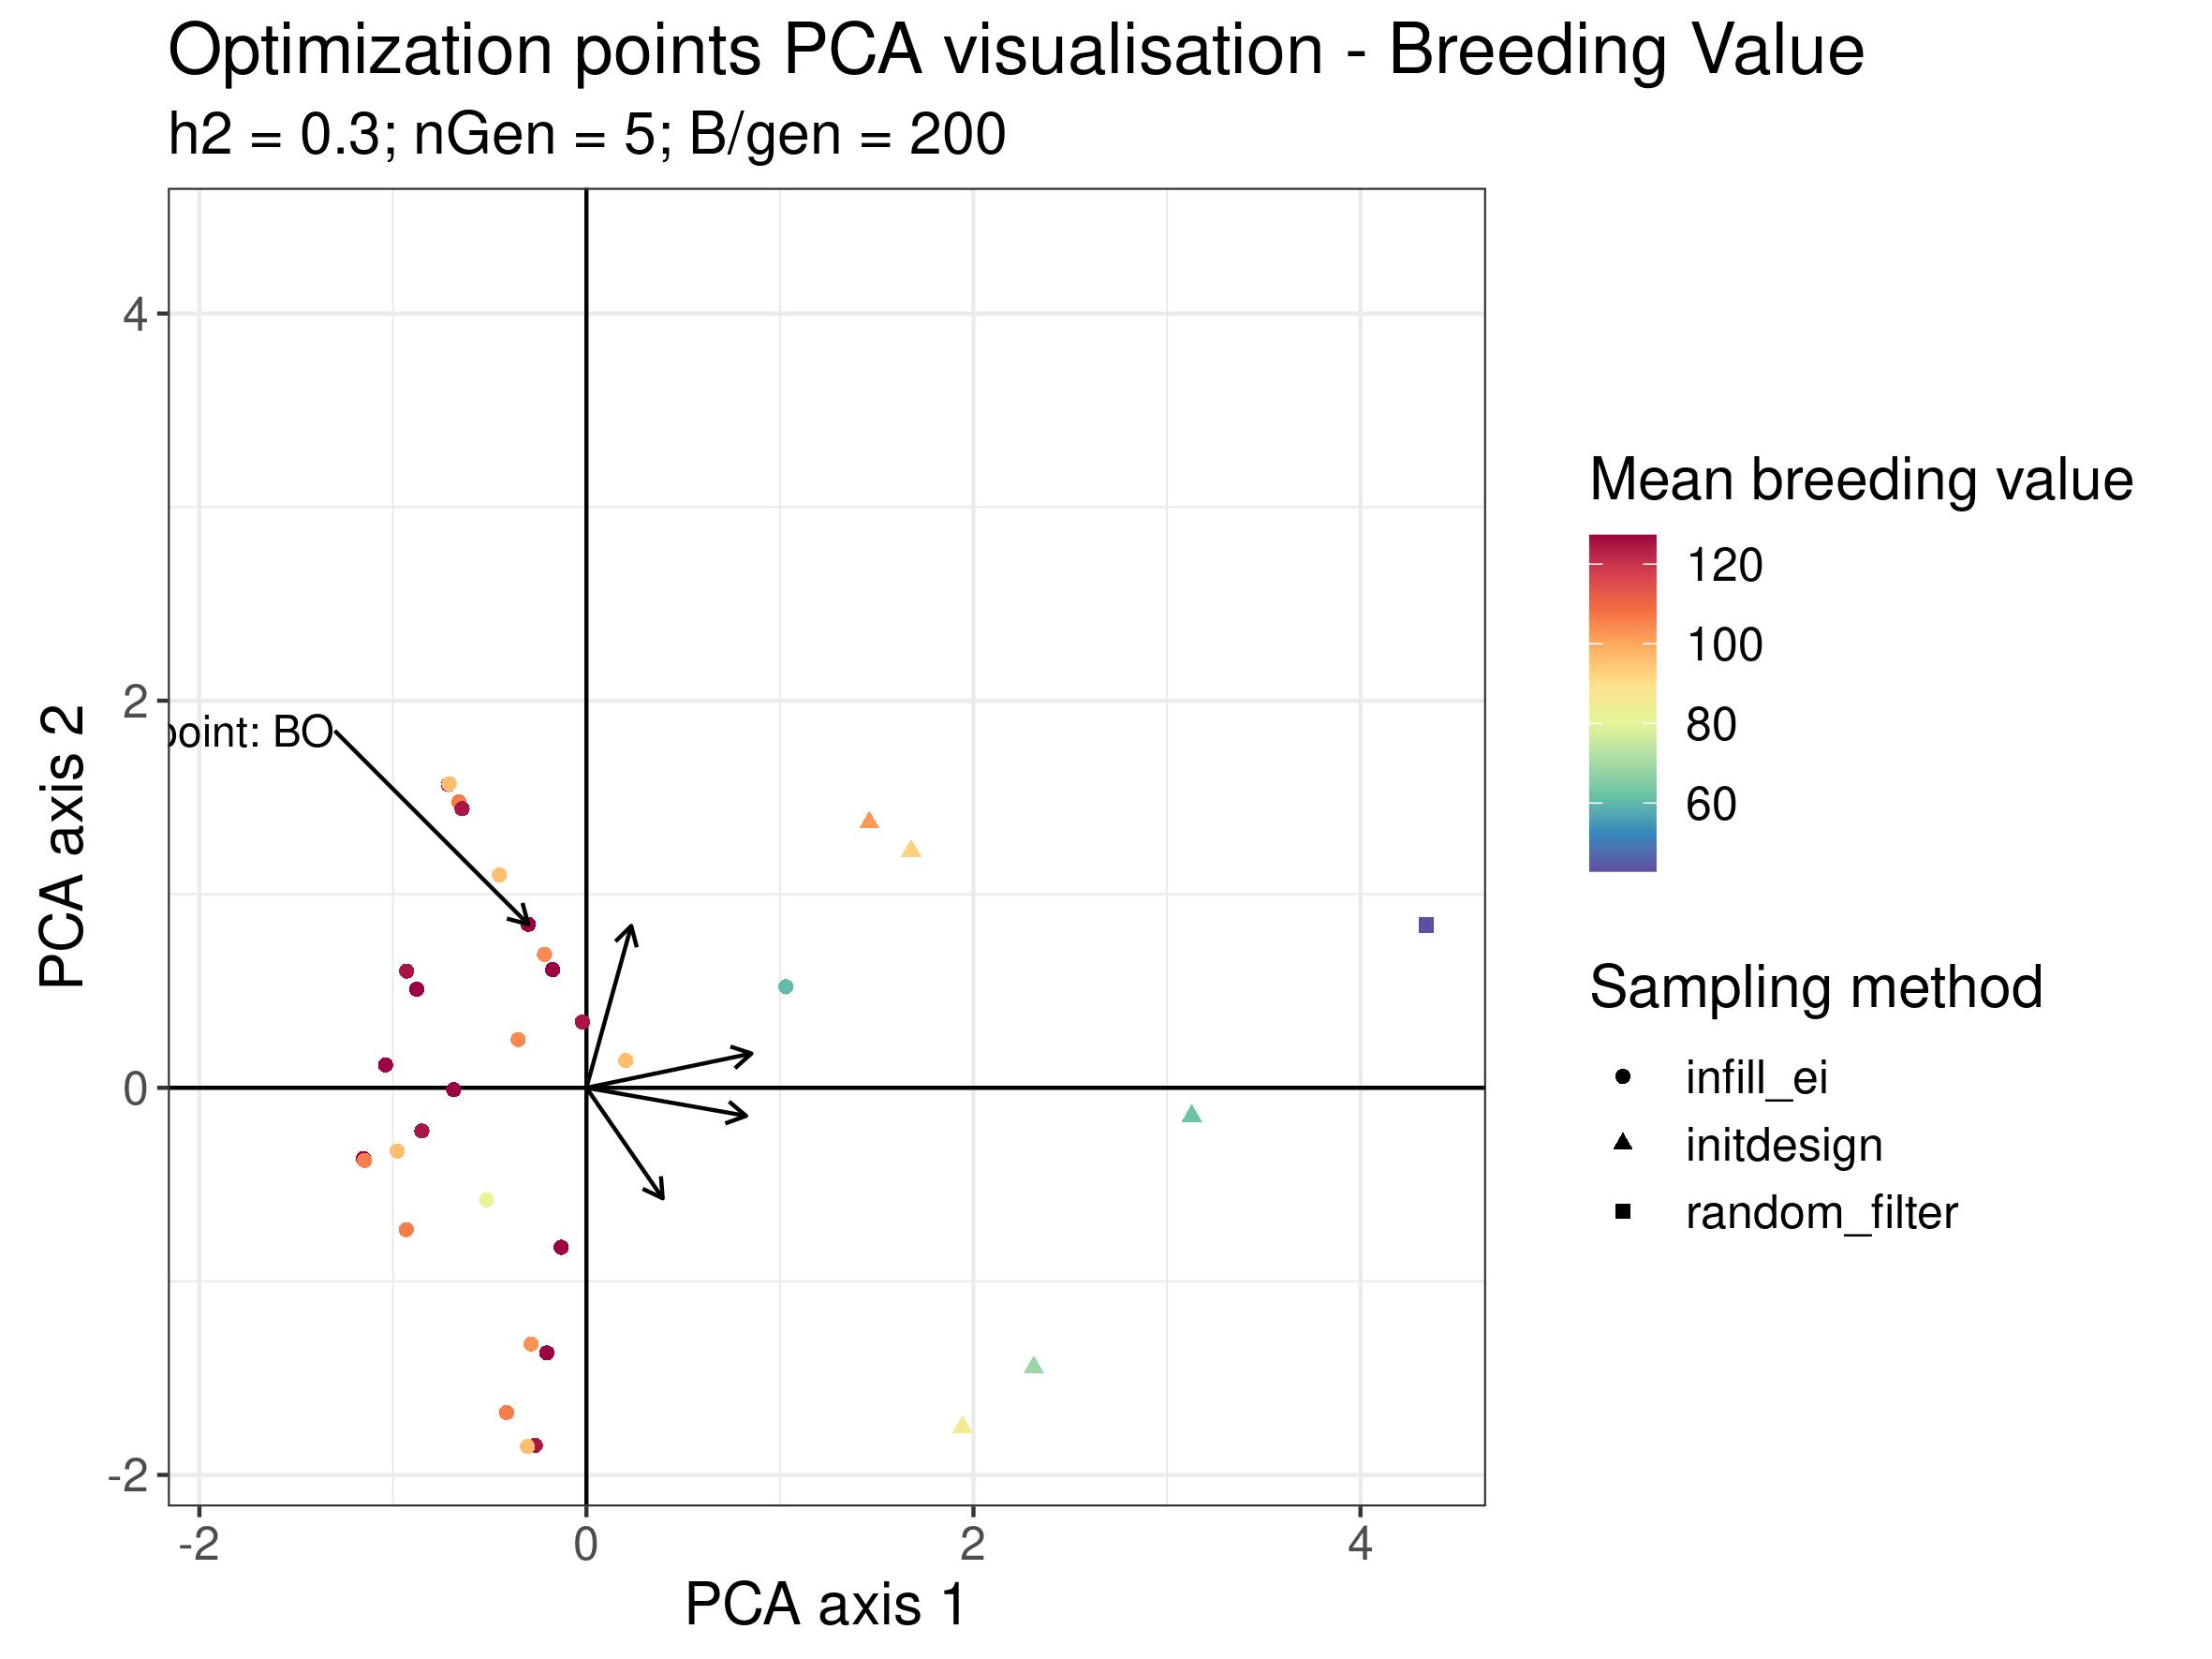 Optimization points PCA visualisation - Breeding Value
h2 = 0.3; nGen = 5; B/gen = 200
PCA axis 2
4
2
0
-2
point: BO
-2
0
2
4
PCA axis 1
Mean breeding value
120
100
80
60
Sampling method
infill_ei
initdesign
random_filter